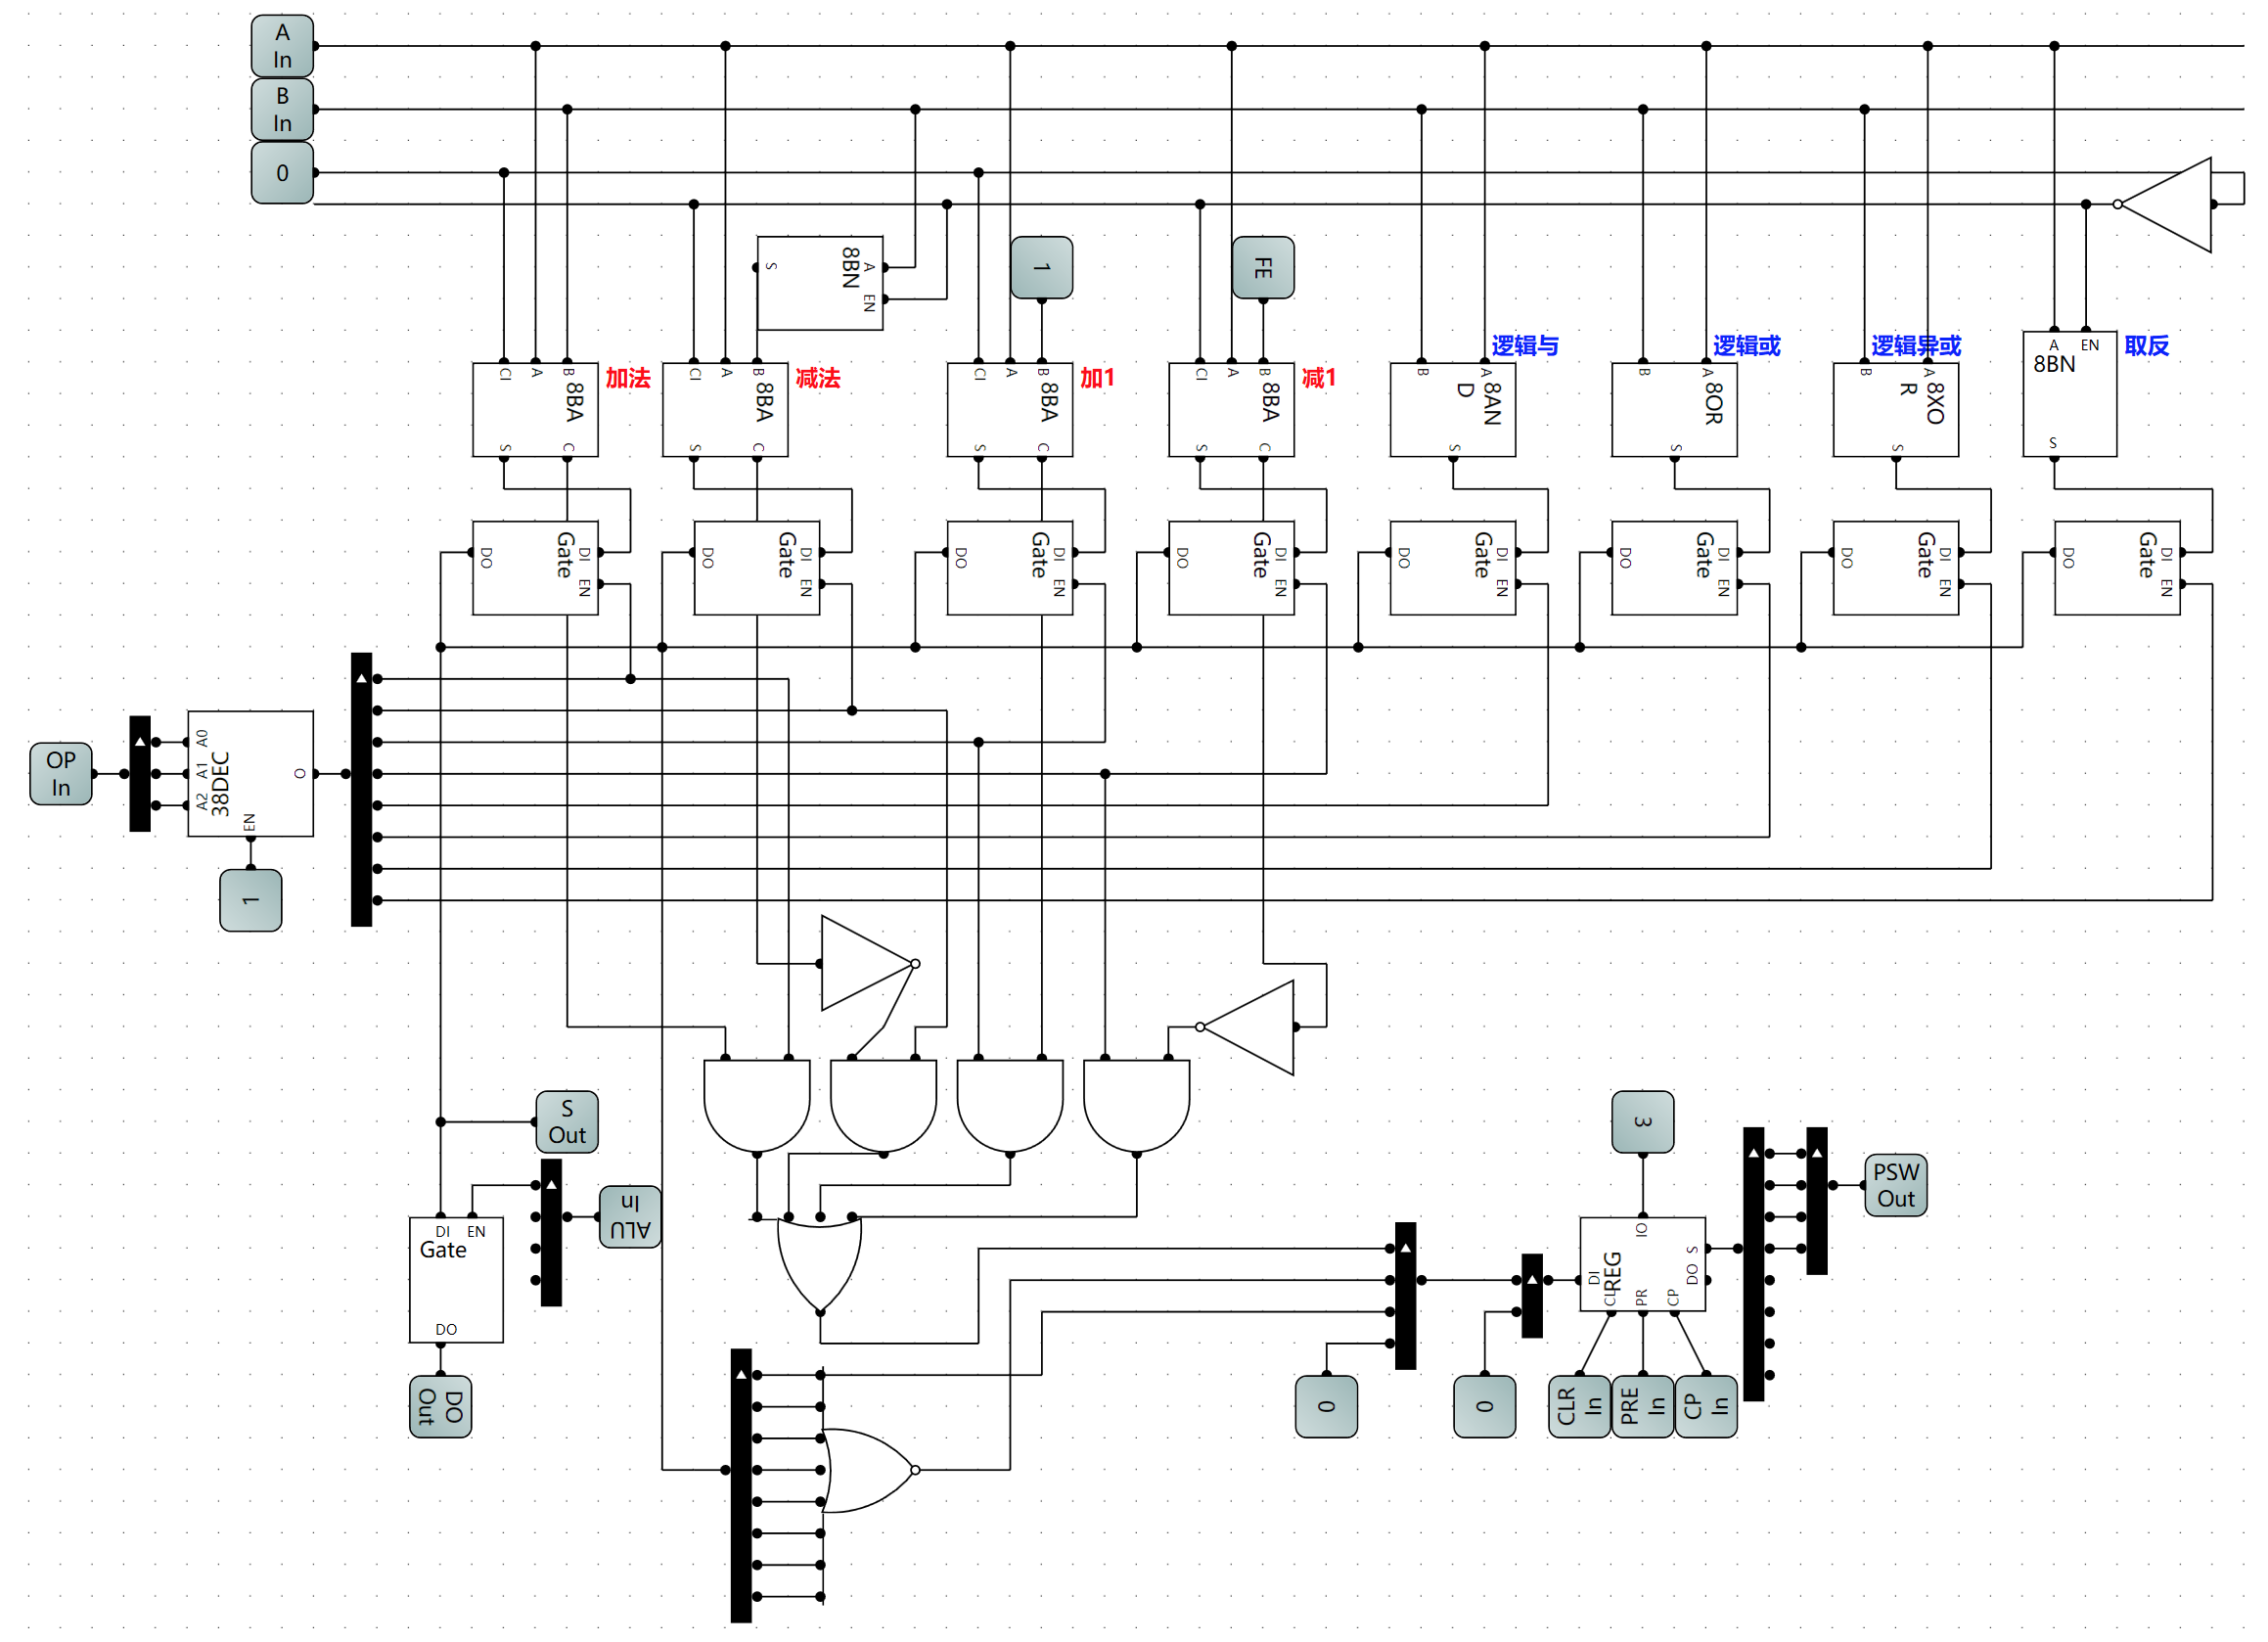 A
In
B
In
0
8BN
S
A
EN
1
FE
CI
A
B
8BA
S
C
加法
CI
A
B
8BA
S
C
减法
CI
A
B
8BA
S
C
加1
CI
A
B
8BA
S
C
减1
B
A
8AN
D
S
逻辑与
B
A
8OR
S
逻辑或
B
A
8XO
R
S
逻辑异或
A
EN
8BN
S
取反
DO
Gate
DI
EN
DO
Gate
DI
EN
DO
Gate
DI
EN
DO
Gate
DI
EN
DO
Gate
DI
EN
DO
Gate
DI
EN
DO
Gate
DI
EN
DO
Gate
DI
EN
OP
In
A0
A1
A2
38DEC
EN
O
1
S
Out
ALU
In
DI
EN
Gate
DO
DO
Out
0
0
3
IO
DI
REG
S
DO
CL
PR
CP
CLR
In
PRE
In
CP
In
PSW
Out